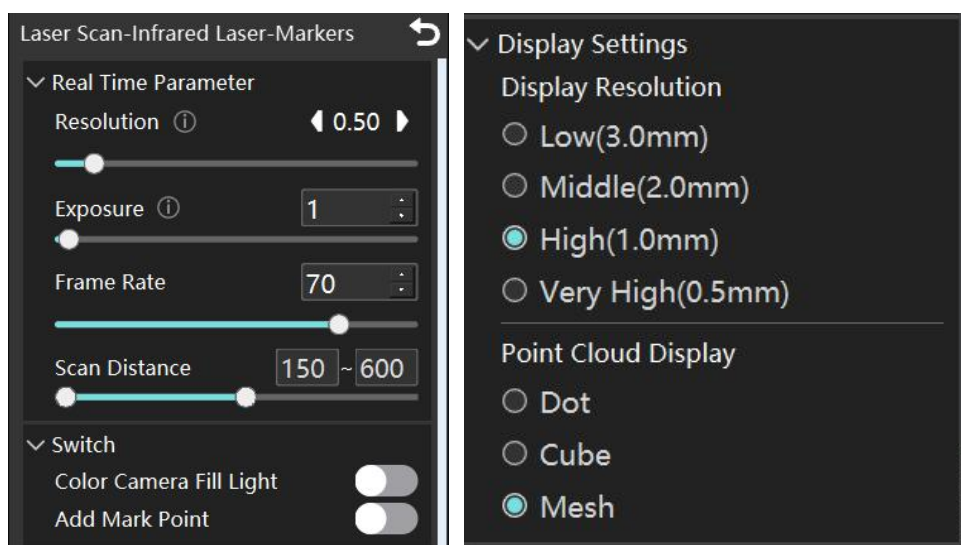 Laser Scan-Infrared Laser-Markers
Real Time Parameter
Resolution ⓘ 0.50
Exposure ⓘ 1
Frame Rate 70
Scan Distance 150 ~ 600
Switch
Color Camera Fill Light
Add Mark Point
Display Settings
Display Resolution
Low(3.0mm)
Middle(2.0mm)
High(1.0mm)
Very High(0.5mm)
Point Cloud Display
Dot
Cube
Mesh